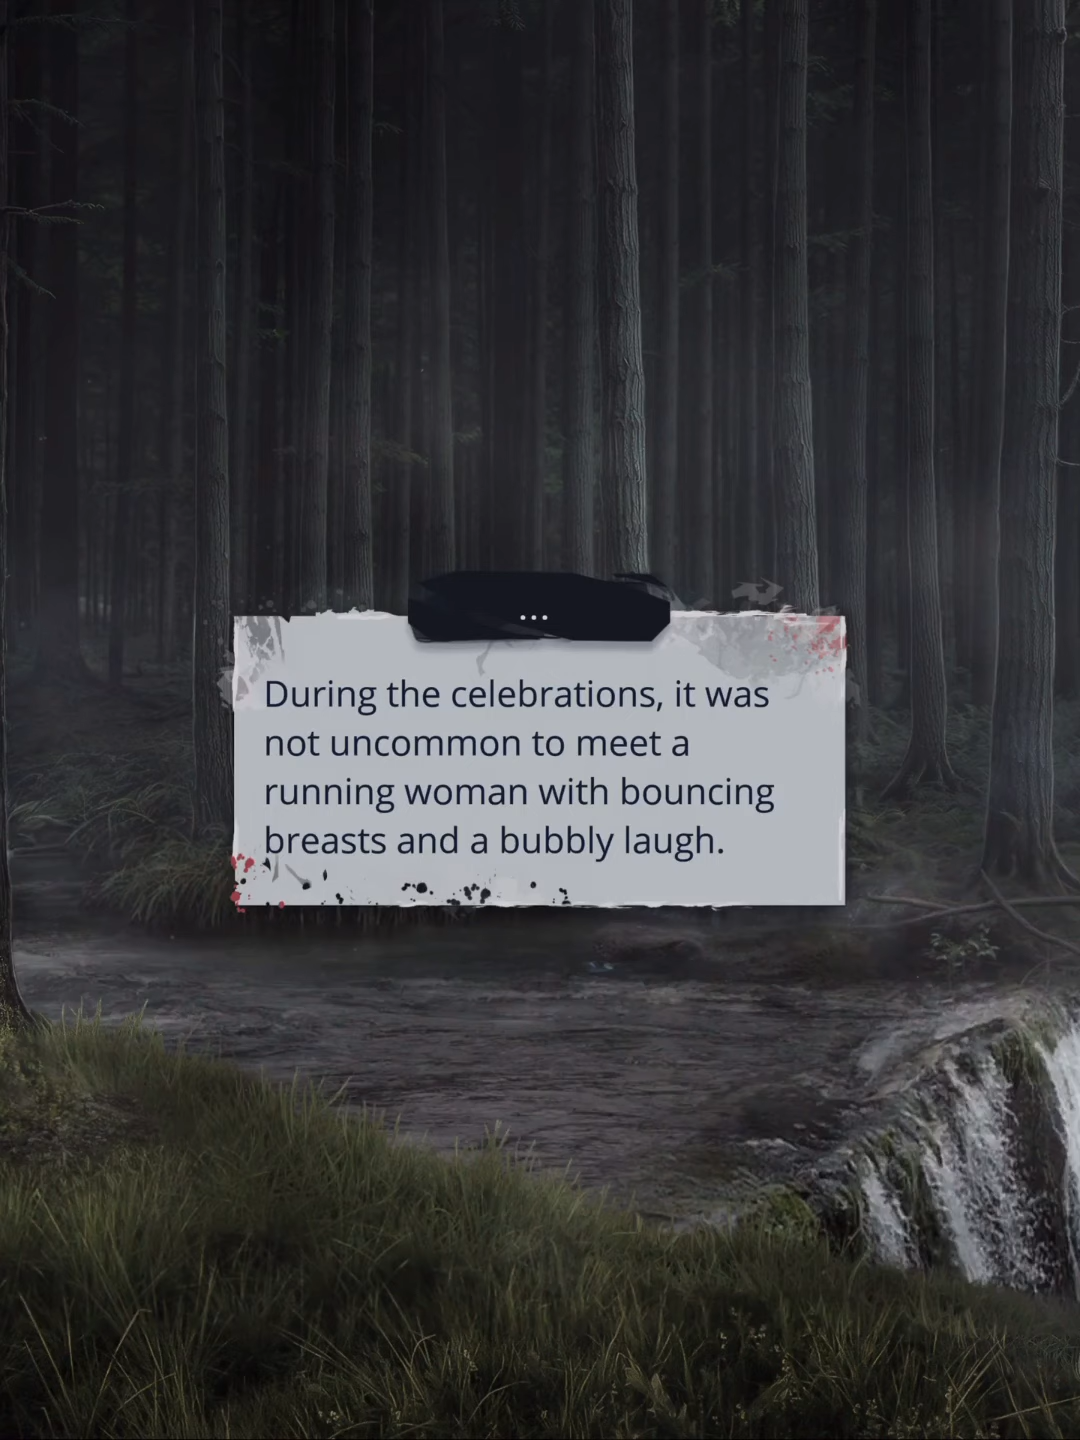 ...
During the celebrations, it was
not uncommon to meet a
running woman with bouncing
breasts and a bubbly laugh.